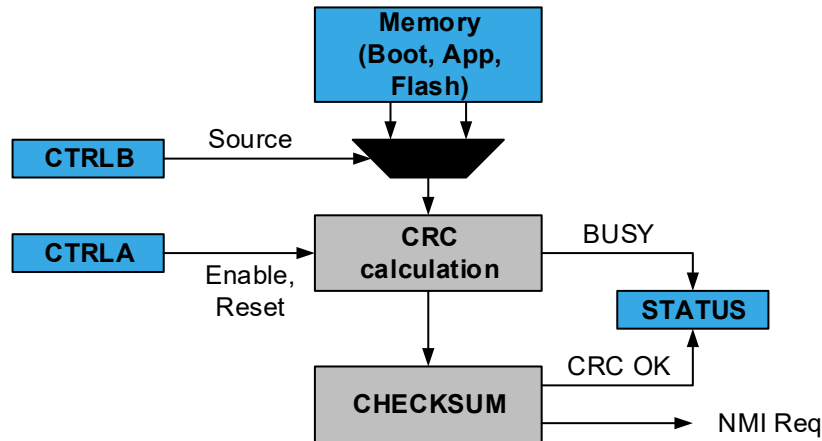 Memory
(Boot, App,
Flash)
Source
CTRLB
CTRLA
Enable,
Reset
CRC
calculation
BUSY
STATUS
CRC OK
CHECKSUM
NMI Req